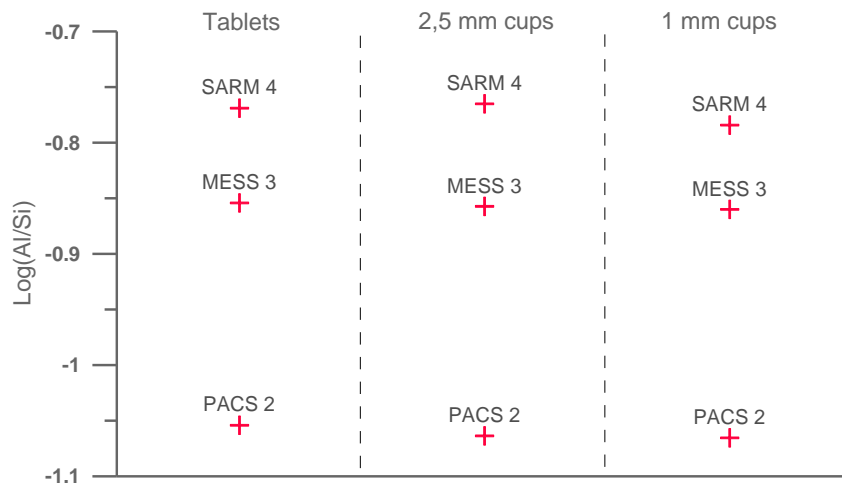 Tablets 2,5 mm cups 1 mm cups
-0.7
SARM 4 SARM 4 SARM 4
-0.8
MESS 3 MESS 3 MESS 3
-0.9
Log(Al/Si)
-1
PACS 2 PACS 2 PACS 2
-1.1